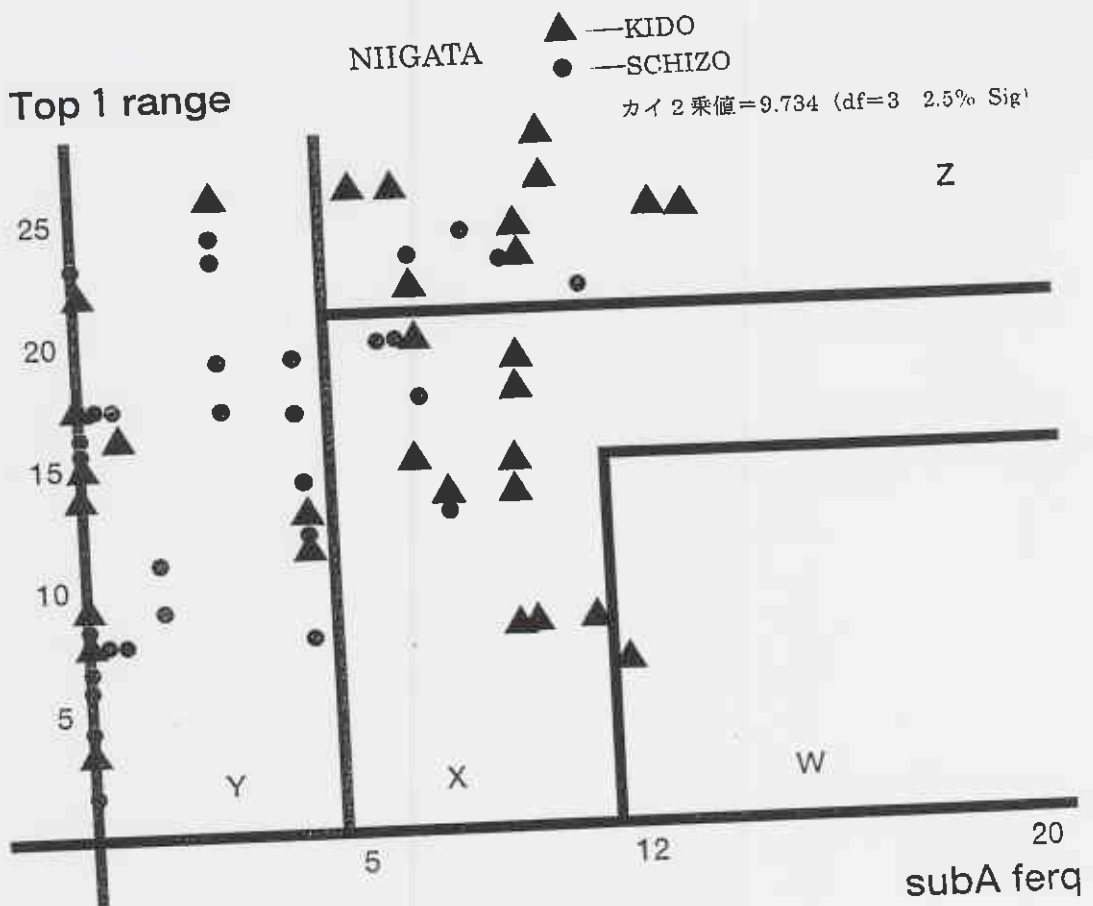 NIIGATA
▲ —KIDO
● —SCHIZO
カイ2乗値=9.734 (df=3 2.5% Sig)
Top 1 range
Z
25
20
15
10
5
Y
X
W
5
12
20
subA ferq